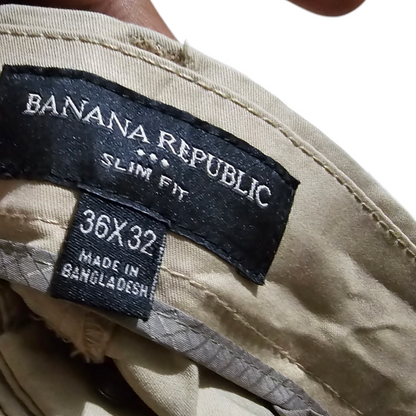 BANANA REPUBLIC
SLIM FIT
36X32
MADE IN
BANGLADESH